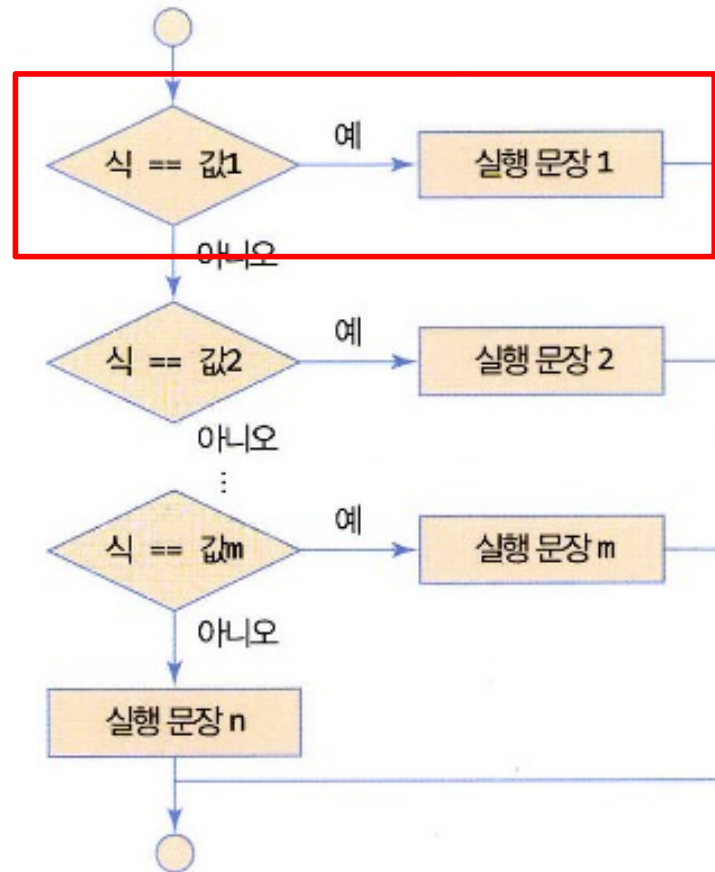 예
식 == 값1
실행 문장 1
아니오
예
식 == 값2
실행 문장 2
아니오
⋮
예
식 == 값m
실행 문장 m
아니오
실행 문장 n